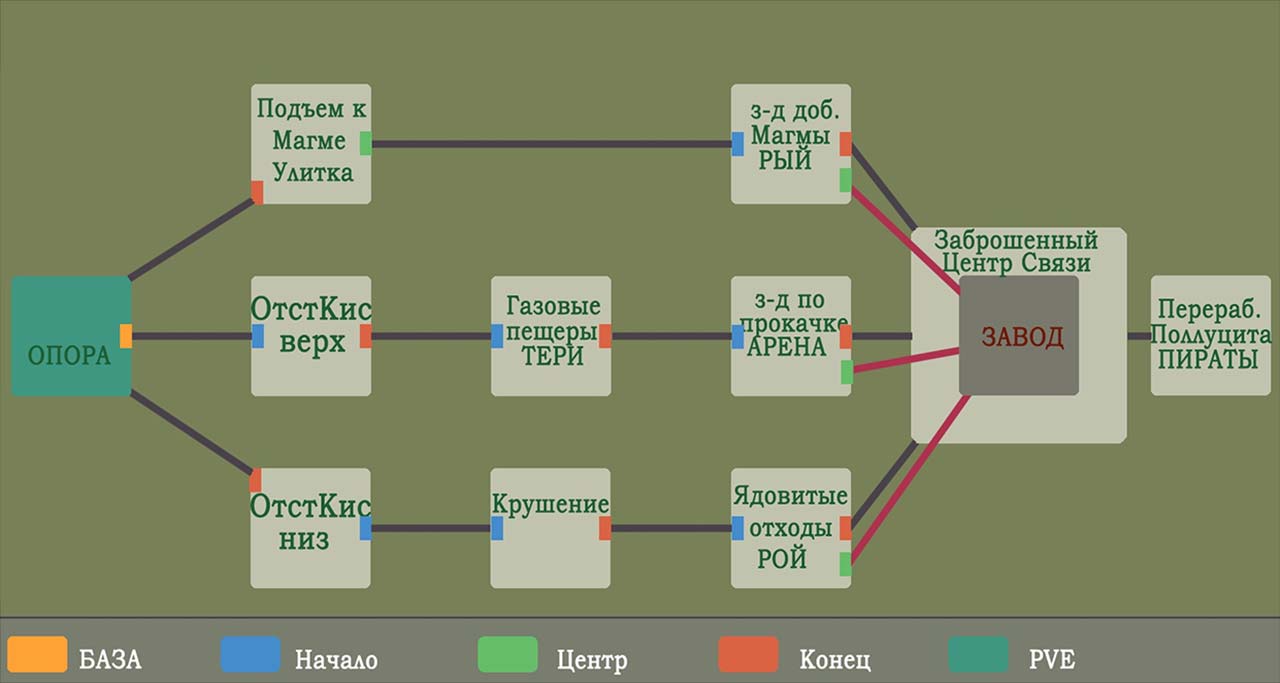 Подъем к
Магме
Улитка
з-д доб.
Магмы
РЫЙ
Заброшенный
Центр Связи
ОПОРА
ОтстКис
верх
Газовые
пещеры
ТЕРИ
з-д по
прокачке
АРЕНА
ЗАВОД
Перераб.
Поллуцита
ПИРАТЫ
ОтстКис
низ
Крушение
Ядовитые
отходы
РОЙ
БАЗА
Начало
Центр
Конец
PVE